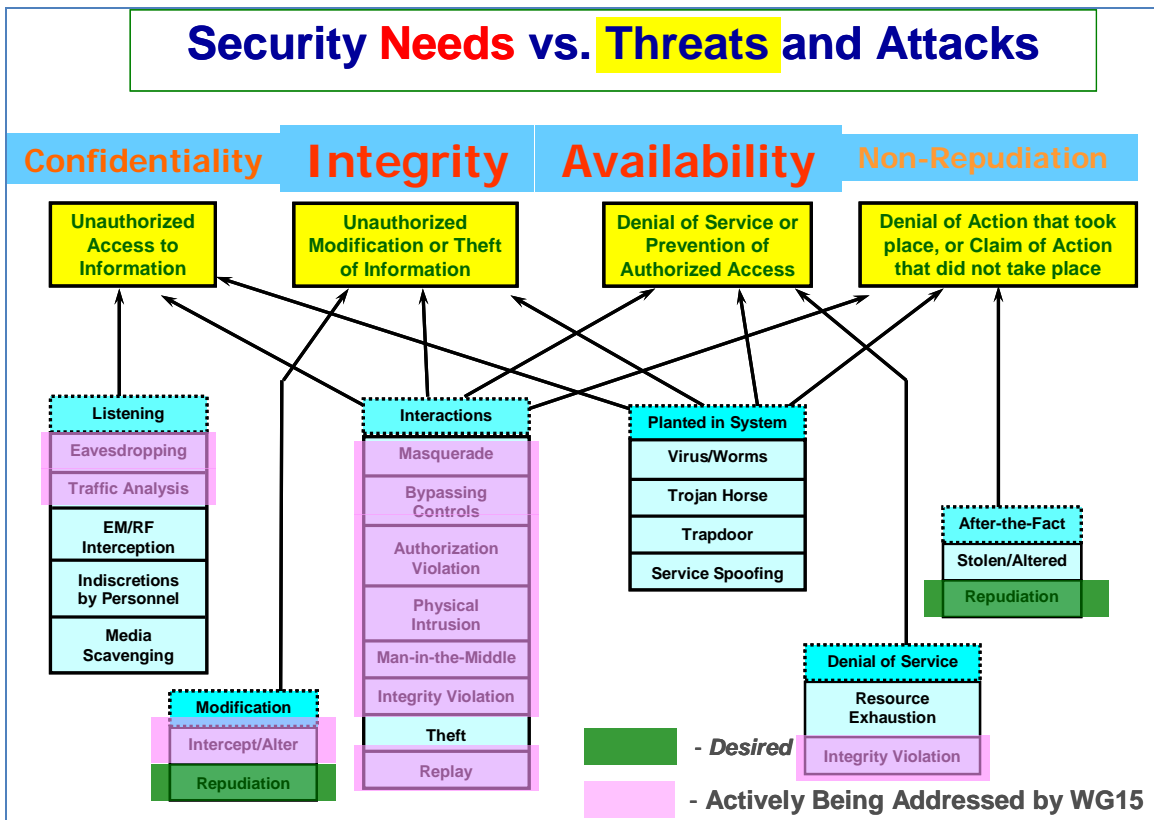 Security Needs vs. Threats and Attacks
Confidentiality
Integrity
Availability
Non-Repudiation
Unauthorized
Access to
Information
Unauthorized
Modification or Theft
of Information
Denial of Service or
Prevention of
Authorized Access
Denial of Action that took
place, or Claim of Action
that did not take place
Listening
Eavesdropping
Traffic Analysis
EM/RF
Interception
Indiscretions
by Personnel
Media
Scavenging
Modification
Intercept/Alter
Repudiation
Interactions
Masquerade
Bypassing
Controls
Authorization
Violation
Physical
Intrusion
Man-in-the-Middle
Integrity Violation
Theft
Replay
Planted in System
Virus/Worms
Trojan Horse
Trapdoor
Service Spoofing
Denial of Service
Resource
Exhaustion
Integrity Violation
After-the-Fact
Stolen/Altered
Repudiation
- Desired
- Actively Being Addressed by WG15